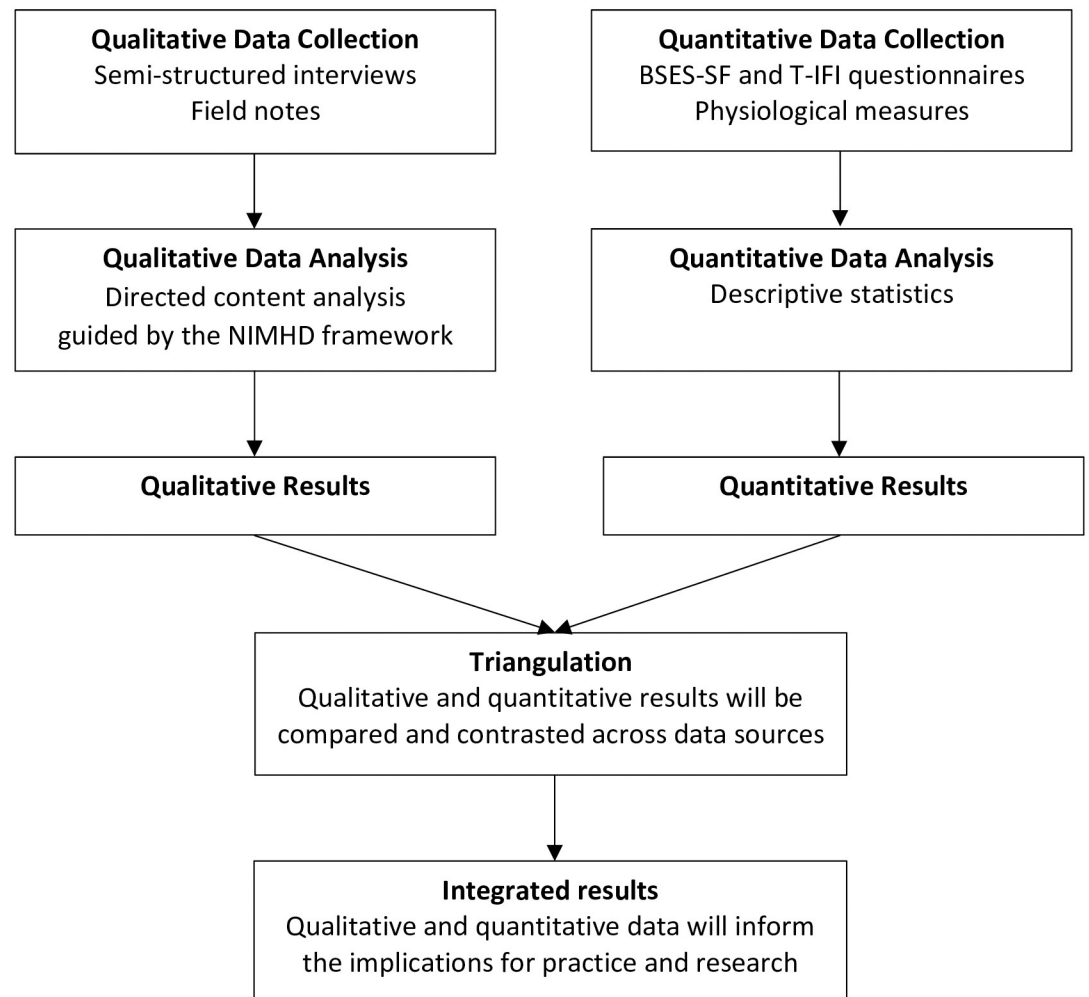 Qualitative Data Collection
Semi-structured interviews
Field notes
Quantitative Data Collection
BSES-SF and T-IFI questionnaires
Physiological measures
Qualitative Data Analysis
Directed content analysis
guided by the NIMHD framework
Quantitative Data Analysis
Descriptive statistics
Qualitative Results
Quantitative Results
Triangulation
Qualitative and quantitative results will be
compared and contrasted across data sources
Integrated results
Qualitative and quantitative data will inform
the implications for practice and research